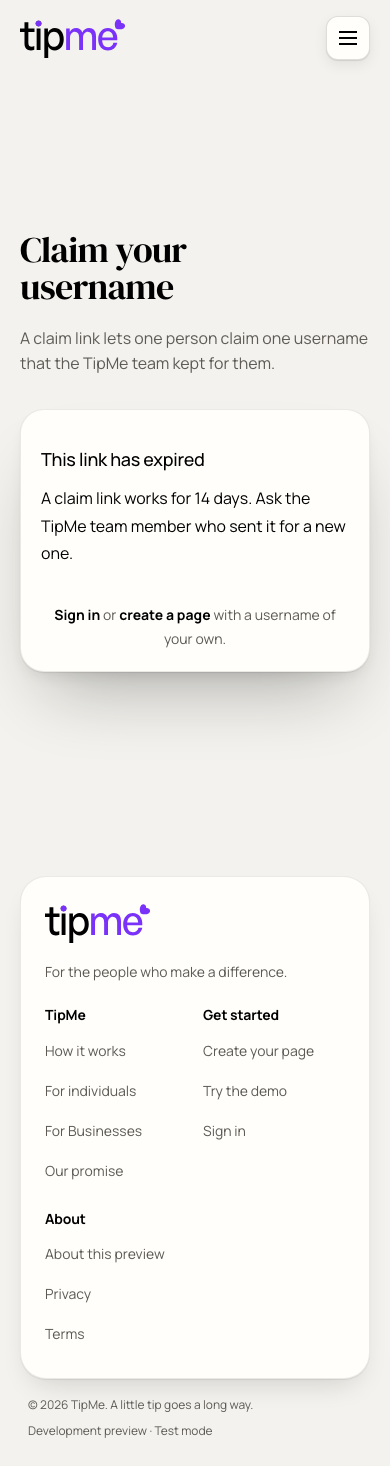 tipme
Claim your
username
A claim link lets one person claim one username
that the TipMe team kept for them.
This link has expired
A claim link works for 14 days. Ask the
TipMe team member who sent it for a new
one.
Sign in or create a page with a username of
your own.
tipme
For the people who make a difference.
TipMe
How it works
For individuals
For Businesses
Our promise
Get started
Create your page
Try the demo
Sign in
About
About this preview
Privacy
Terms
© 2026 TipMe. A little tip goes a long way.
Development preview · Test mode